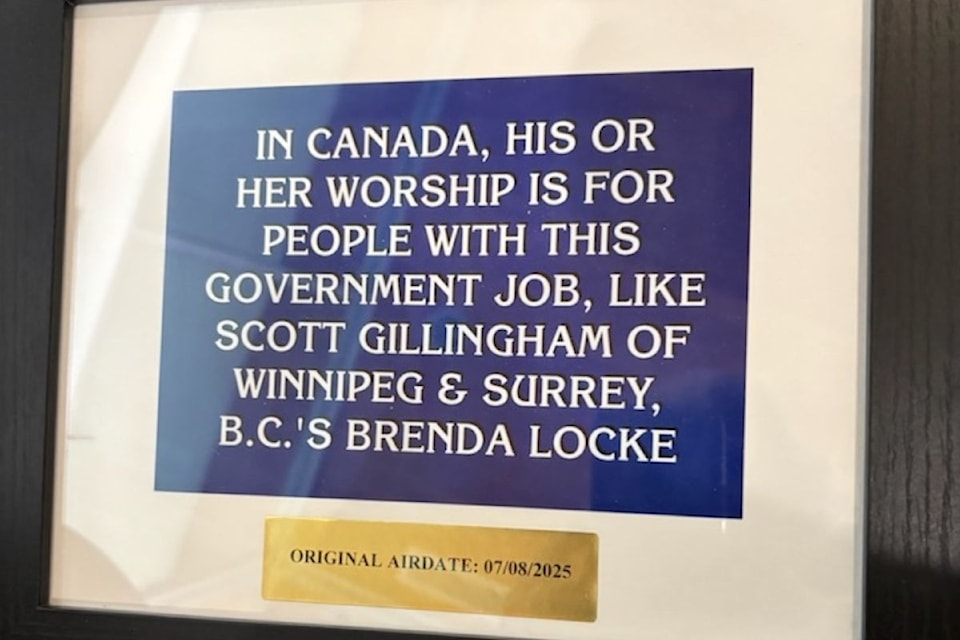 IN CANADA, HIS OR
HER WORSHIP IS FOR
PEOPLE WITH THIS
GOVERNMENT JOB, LIKE
SCOTT GILLINGHAM OF
WINNIPEG & SURREY,
B.C.'S BRENDA LOCKE
ORIGINAL AIRDATE: 07/08/2025